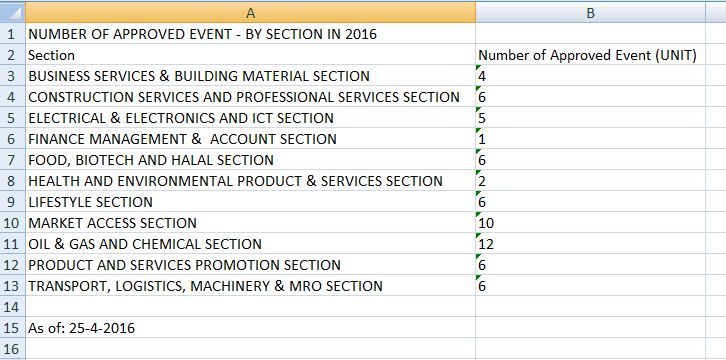 A B
1 NUMBER OF APPROVED EVENT - BY SECTION IN 2016
2 Section Number of Approved Event (UNIT)
3 BUSINESS SERVICES & BUILDING MATERIAL SECTION 4
4 CONSTRUCTION SERVICES AND PROFESSIONAL SERVICES SECTION 6
5 ELECTRICAL & ELECTRONICS AND ICT SECTION 5
6 FINANCE MANAGEMENT &  ACCOUNT SECTION 1
7 FOOD, BIOTECH AND HALAL SECTION 6
8 HEALTH AND ENVIRONMENTAL PRODUCT & SERVICES SECTION 2
9 LIFESTYLE SECTION 6
10 MARKET ACCESS SECTION 10
11 OIL & GAS AND CHEMICAL SECTION 12
12 PRODUCT AND SERVICES PROMOTION SECTION 6
13 TRANSPORT, LOGISTICS, MACHINERY & MRO SECTION 6
14
15 As of: 25-4-2016
16